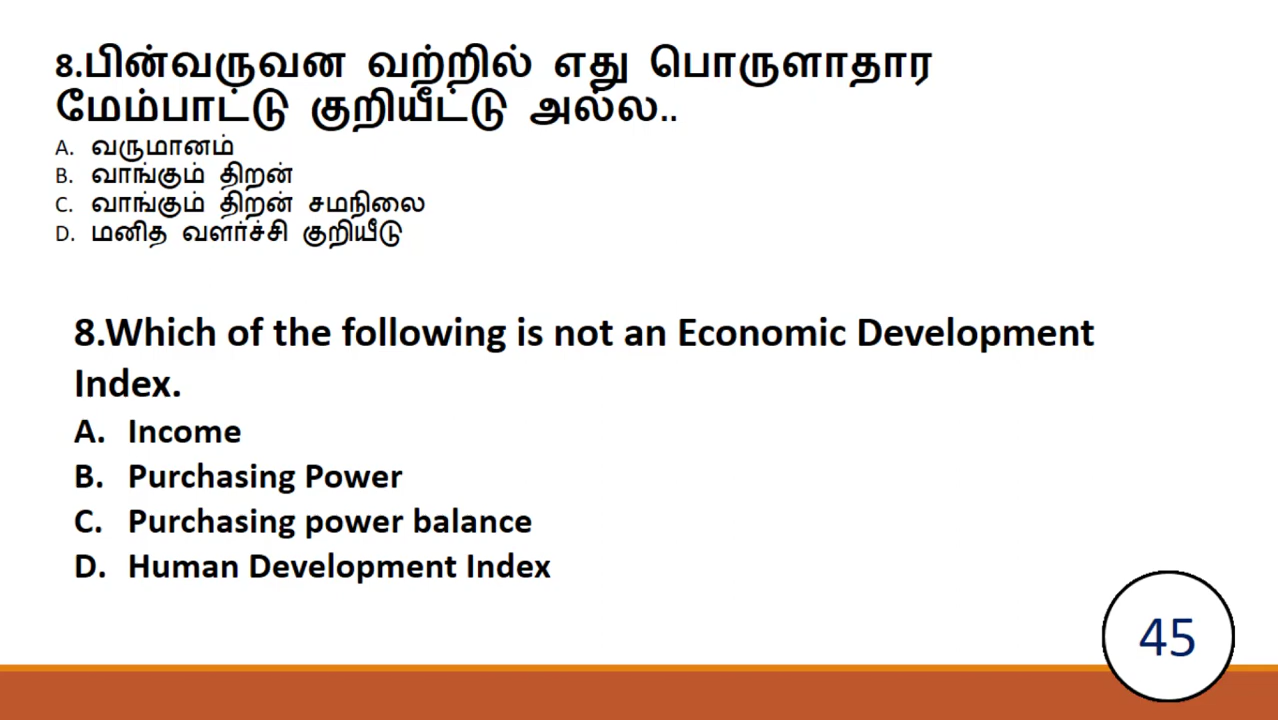 8.பின்வருவன வற்றில் எது பொருளாதார
மேம்பாட்டு குறியீட்டு அல்ல..
A. வருமானம்
B. வாங்கும் திறன்
C. வாங்கும் திறன் சமநிலை
D. மனித வளர்ச்சி குறியீடு
8.Which of the following is not an Economic Development
Index.
A. Income
B. Purchasing Power
C. Purchasing power balance
D. Human Development Index
45